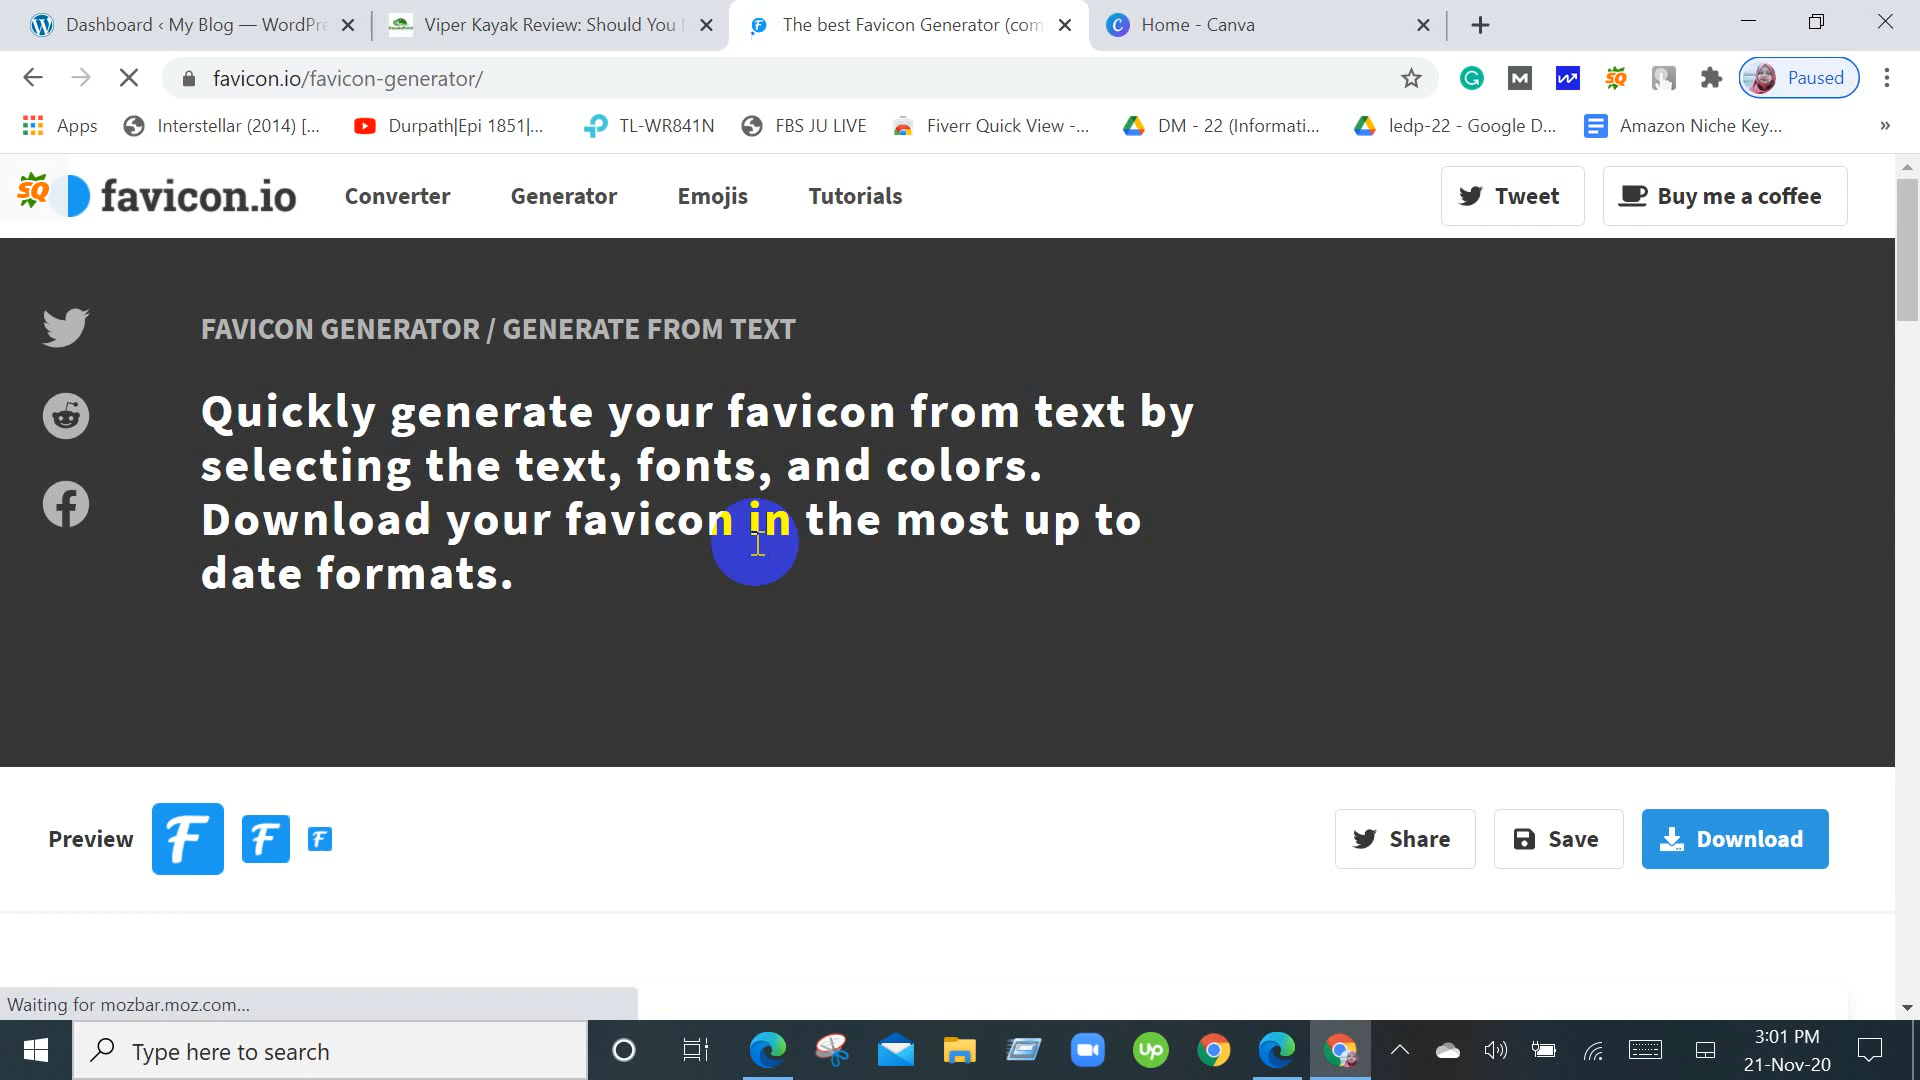 Dashboard ‹ My Blog — WordPre
Viper Kayak Review: Should You
The best Favicon Generator (com
Home - Canva
favicon.io/favicon-generator/
Paused
Apps
Interstellar (2014) [...
Durpath|Epi 1851|...
TL-WR841N
FBS JU LIVE
Fiverr Quick View -...
DM - 22 (Informati...
ledp-22 - Google D...
Amazon Niche Key...
»
SQ
favicon.io
Converter
Generator
Emojis
Tutorials
Tweet
Buy me a coffee
FAVICON GENERATOR / GENERATE FROM TEXT
Quickly generate your favicon from text by
selecting the text, fonts, and colors.
Download your favicon in the most up to
date formats.
Preview
F
F
F
Share
Save
Download
Waiting for mozbar.moz.com...
Type here to search
Up
3:01 PM
21-Nov-20